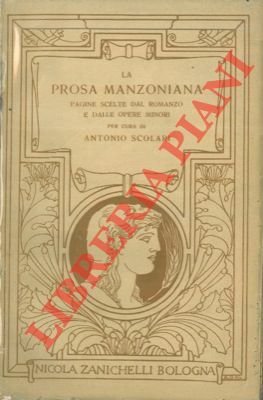 LA
PROSA MANZONIANA
PAGINE SCELTE DAL ROMANZO
E DALLE OPERE MINORI
PER CURA DI
ANTONIO SCOLARI
LIBRERIA PIANI
NICOLA ZANICHELLI BOLOGNA